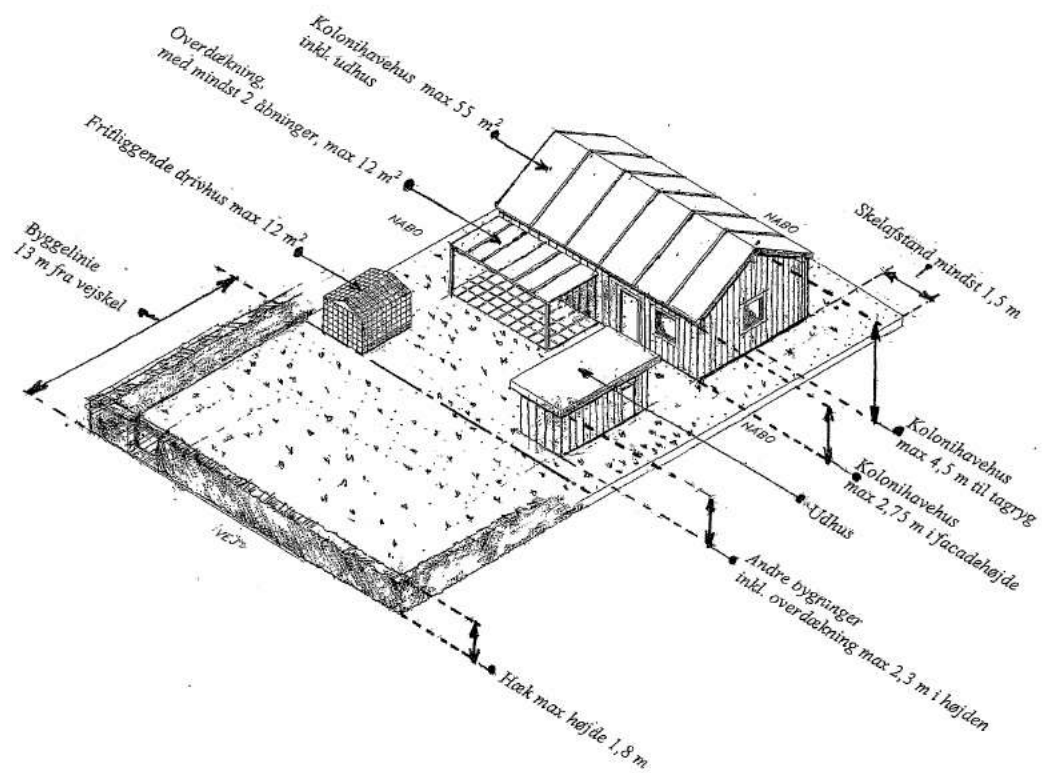 Kolonihavehus max 55 m²
inkl. udhus
Overdækning,
med mindst 2 åbninger, max 12 m²
Fritliggende drivhus max 12 m²
Byggelinie
13 m fra vejskel
NABO
NABO
Skelafstand mindst 1,5 m
Kolonihavehus
max 4,5 m til tagryg
NABO
Kolonihavehus
max 2,75 m i facadehøjde
Udhus
VEJ
Andre bygninger
inkl. overdækning max 2,3 m i højden
Hæk max højde 1,8 m